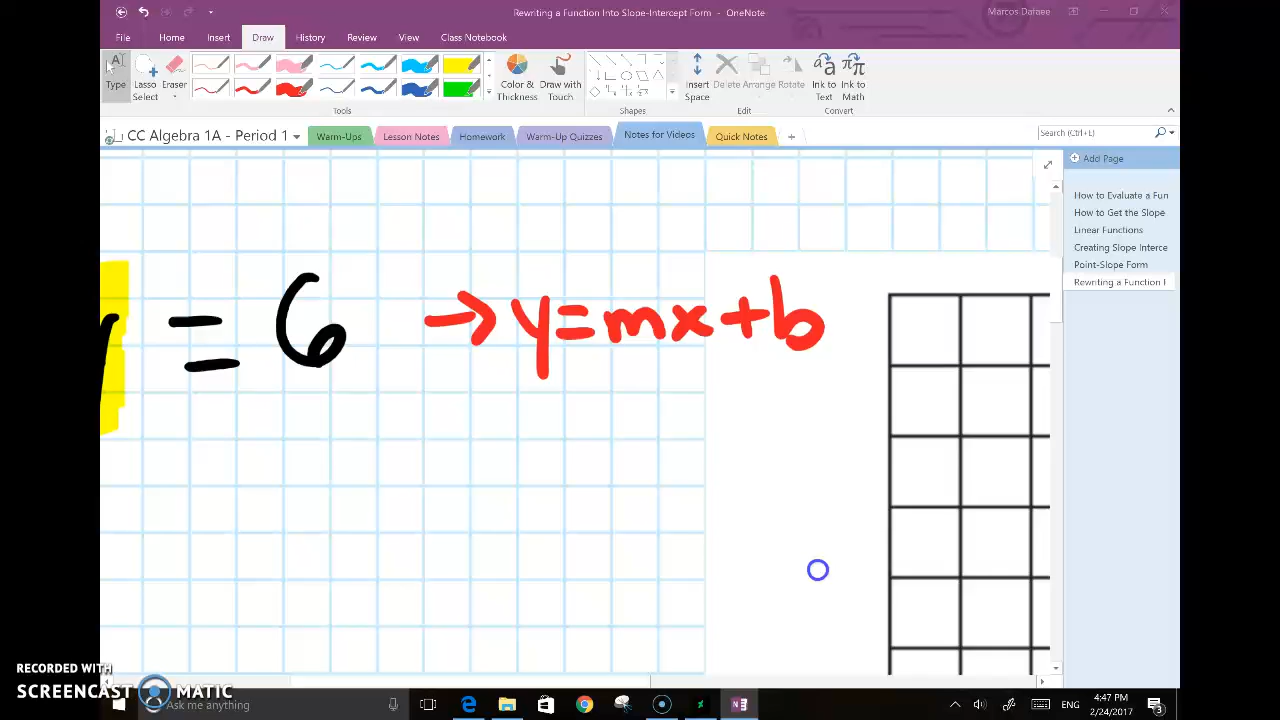 Rewriting a Function Into Slope-Intercept Form - OneNote
Marcos Dafaee
File Home Insert Draw History Review View Class Notebook
Type
Lasso Select
Eraser
Color & Thickness
Draw with Touch
Insert Space
Delete Arrange Rotate
Ink to Text
Ink to Math
Tools Shapes Edit Convert
CC Algebra 1A - Period 1
Warm-Ups Lesson Notes Homework Warm-Up Quizzes Notes for Videos Quick Notes
Search (Ctrl+E)
Add Page
How to Evaluate a Fun
How to Get the Slope
Linear Functions
Creating Slope Interce
Point-Slope Form
Rewriting a Function I
= 6 → y=mx+b
RECORDED WITH
SCREENCAST MATIC
Ask me anything
ENG
4:47 PM
2/24/2017
3